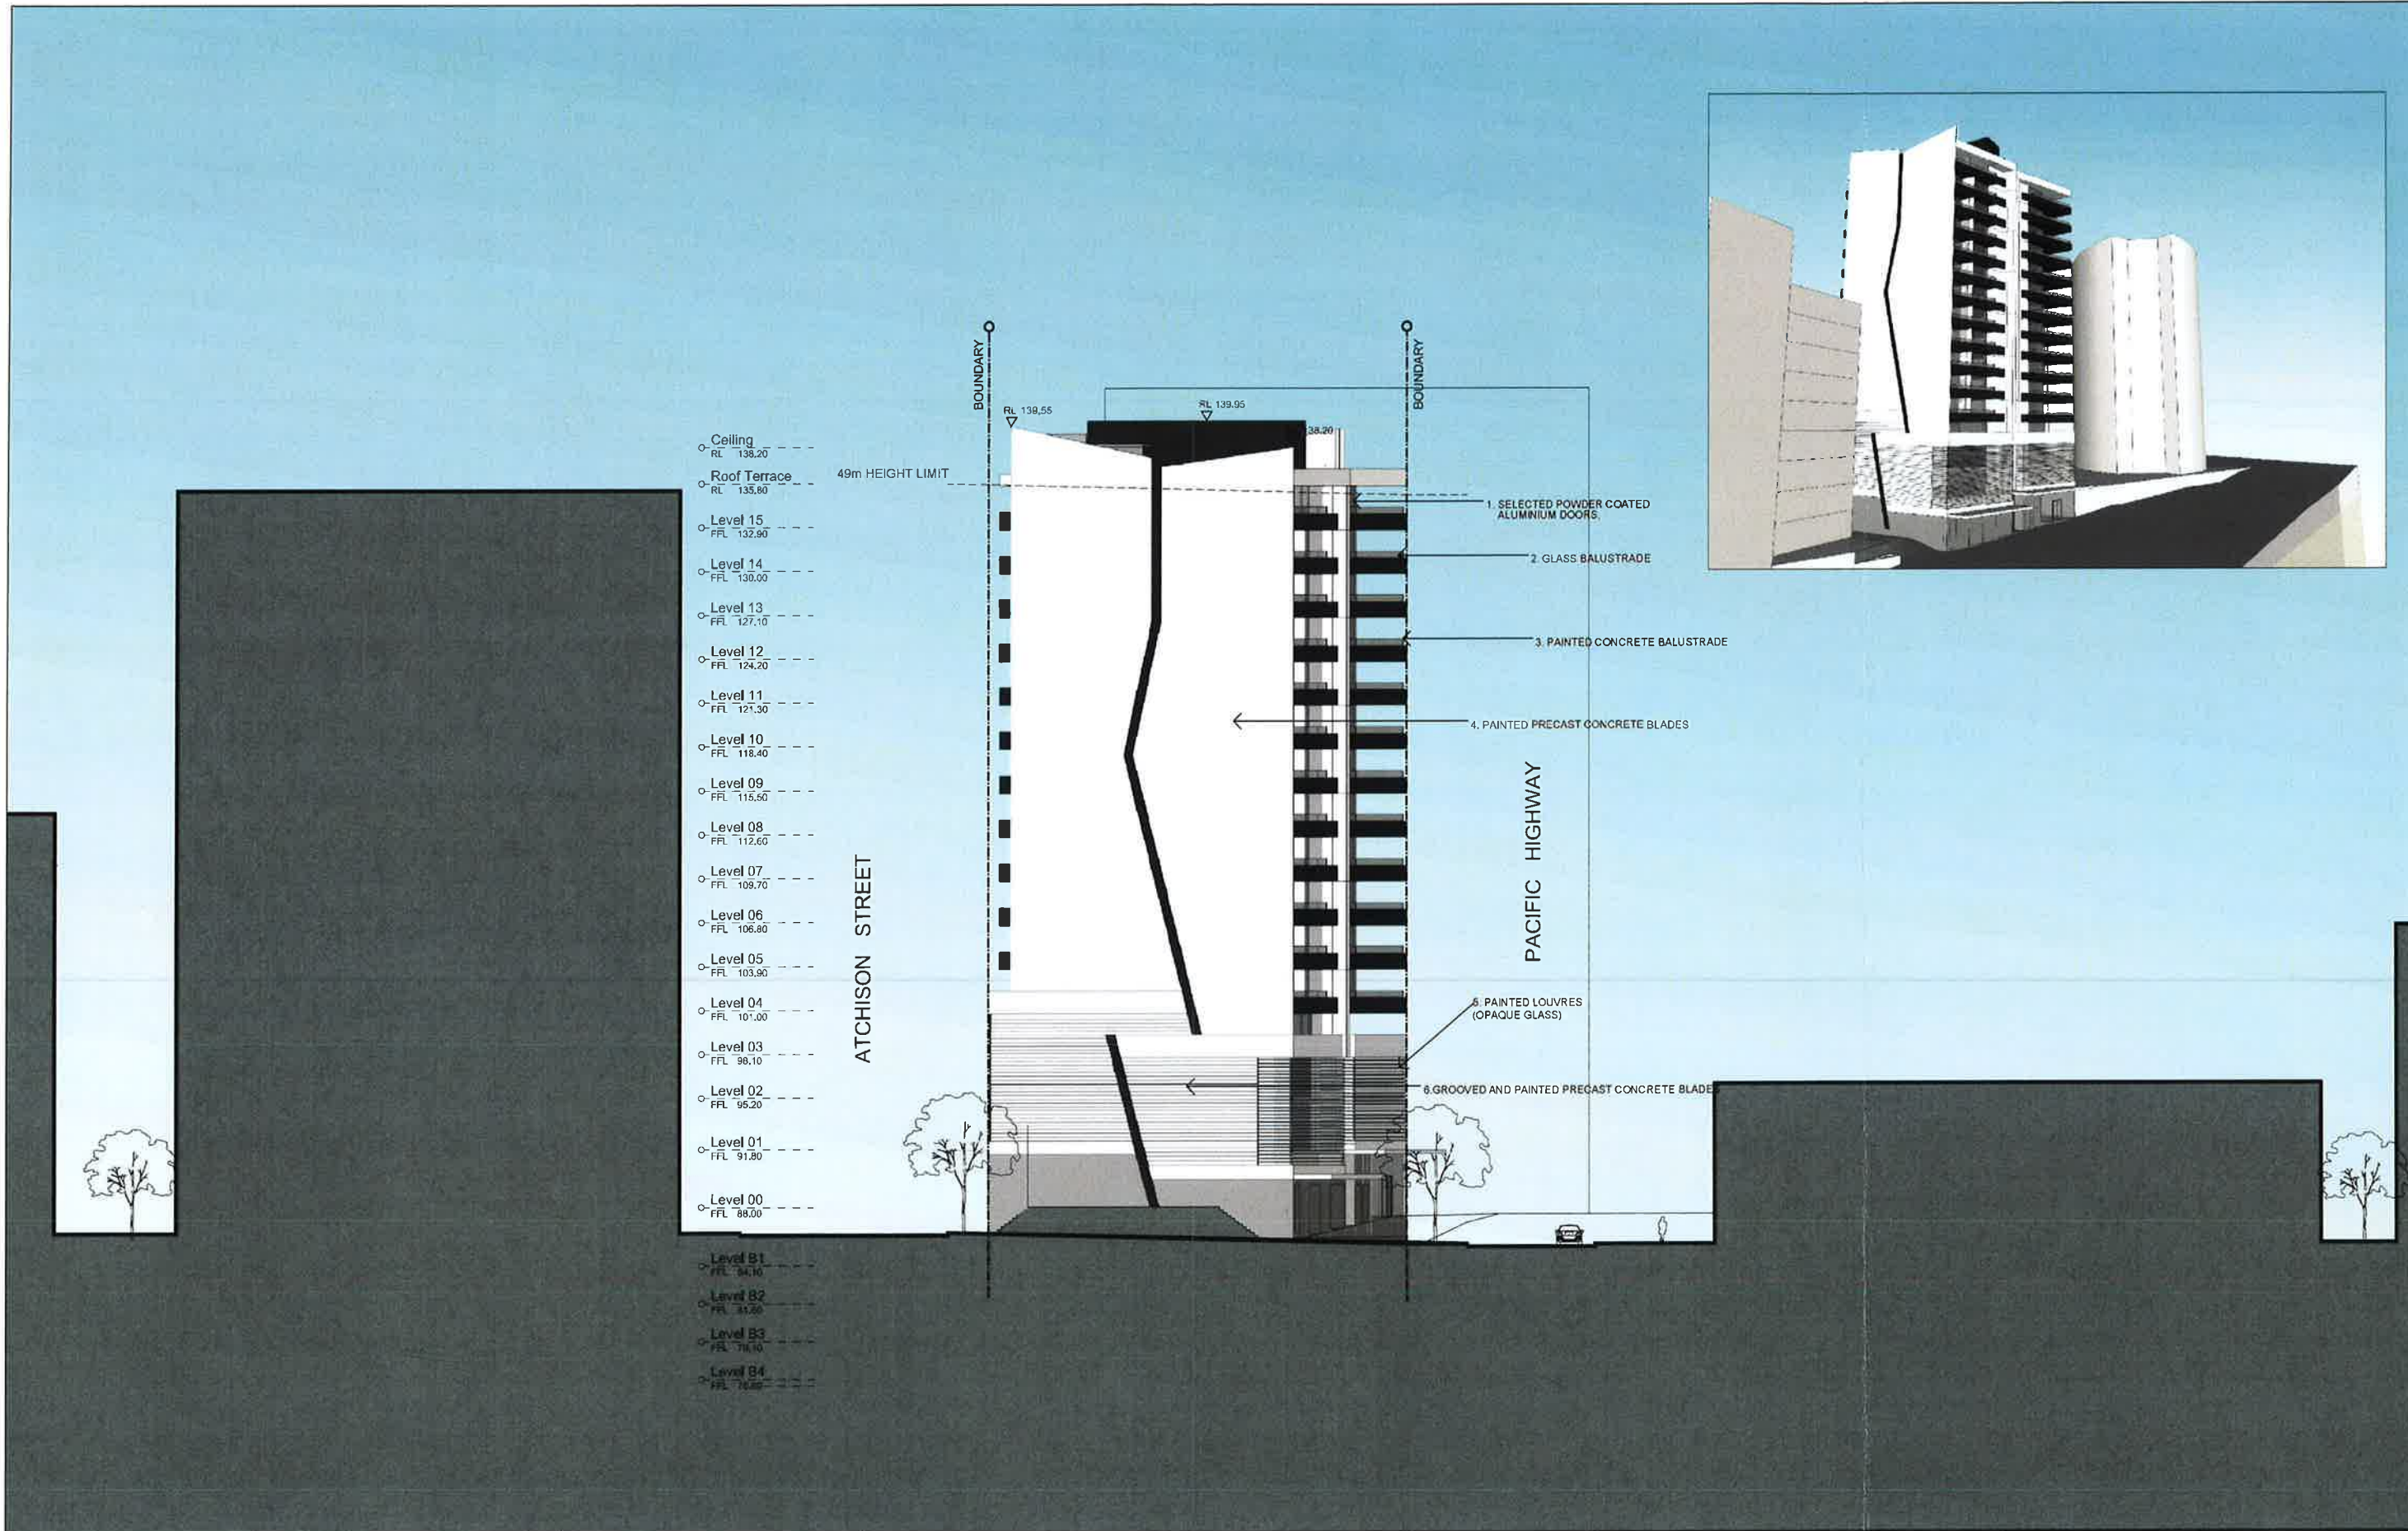 BOUNDARY
BOUNDARY
RL 139.55
RL 139.95
38.20
Ceiling
RL 138.20
Roof Terrace
RL 135.80
49m HEIGHT LIMIT
Level 15
FFL 132.90
Level 14
FFL 130.00
Level 13
FFL 127.10
Level 12
FFL 124.20
Level 11
FFL 121.30
Level 10
FFL 118.40
Level 09
FFL 115.50
Level 08
FFL 112.60
Level 07
FFL 109.70
Level 06
FFL 106.80
Level 05
FFL 103.90
Level 04
FFL 101.00
Level 03
FFL 98.10
Level 02
FFL 95.20
Level 01
FFL 91.80
Level 00
FFL 88.00
Level B1
FFL
Level B2
FFL
Level B3
FFL
Level B4
FFL
ATCHISON STREET
1. SELECTED POWDER COATED
ALUMINIUM DOORS.
2. GLASS BALUSTRADE
3. PAINTED CONCRETE BALUSTRADE
4. PAINTED PRECAST CONCRETE BLADES
PACIFIC HIGHWAY
5. PAINTED LOUVRES
(OPAQUE GLASS)
6.GROOVED AND PAINTED PRECAST CONCRETE BLADES